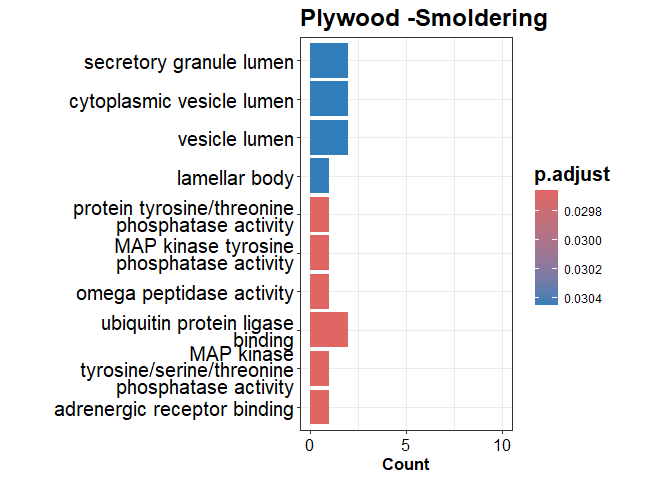 Plywood -Smoldering
secretory granule lumen
cytoplasmic vesicle lumen
vesicle lumen
lamellar body
protein tyrosine/threonine
phosphatase activity
MAP kinase tyrosine
phosphatase activity
omega peptidase activity
ubiquitin protein ligase
binding
MAP kinase
tyrosine/serine/threonine
phosphatase activity
adrenergic receptor binding
0
5
10
Count
p.adjust
0.0298
0.0300
0.0302
0.0304